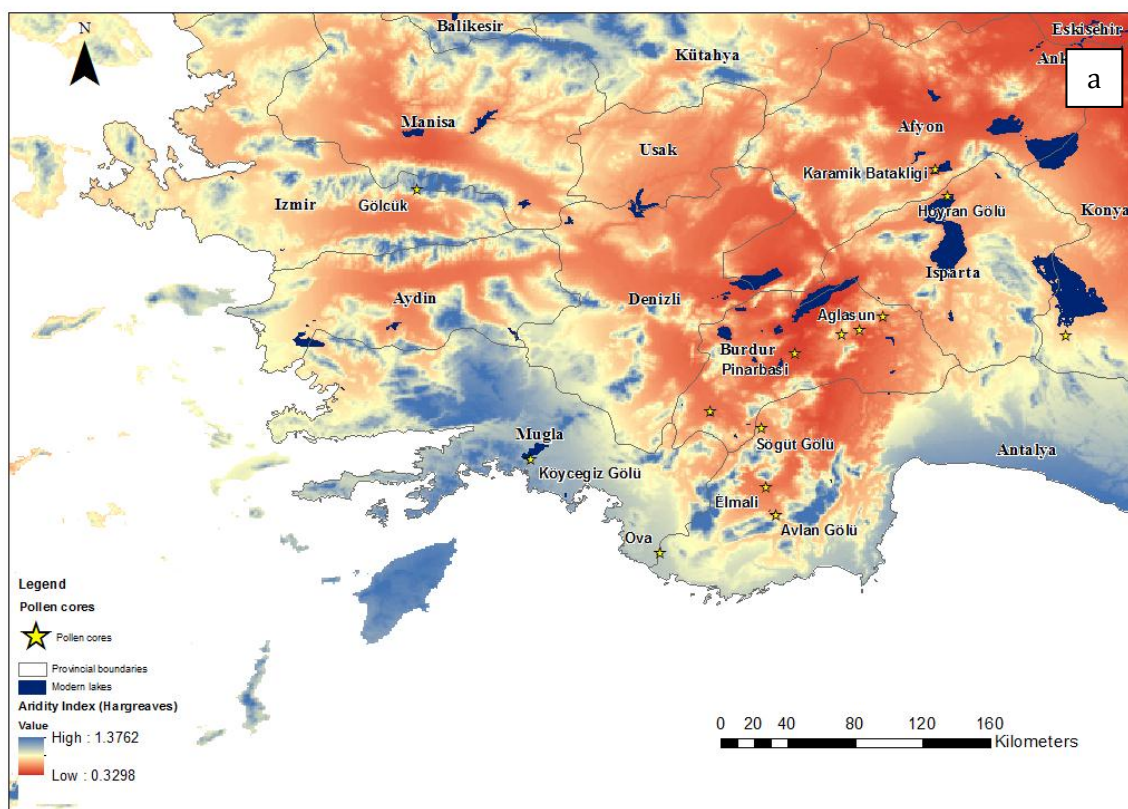 N
Balikesir
Eskişehir
Kütahya
a
Manisa
Afyon
Usak
Karamik Batakligi
Izmir
Gölcük
Hoyran Gölü
Konya
Isparta
Aydin
Denizli
Aglasun
Burdur
Pinarbasi
Mugla
Sögüt Gölü
Antalya
Köycegiz Gölü
Elmali
Avlan Gölü
Ova
Legend
Pollen cores
Pollen cores
Provincial boundaries
Modern lakes
Aridity Index (Hargreaves)
Value
High : 1.3762
Low : 0.3298
0 20 40 80 120 160
Kilometers